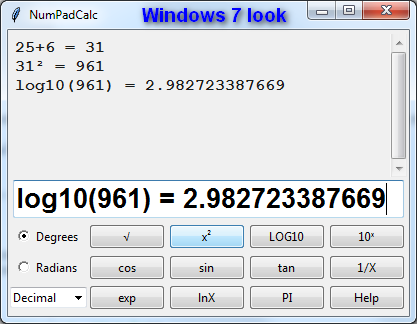 NumPadCalc Windows 7 look
25+6 = 31
31² = 961
log10(961) = 2.982723387669
log10(961) = 2.982723387669
Degrees √ x² LOG10 10ˣ
Radians cos sin tan 1/X
Decimal exp lnX PI Help